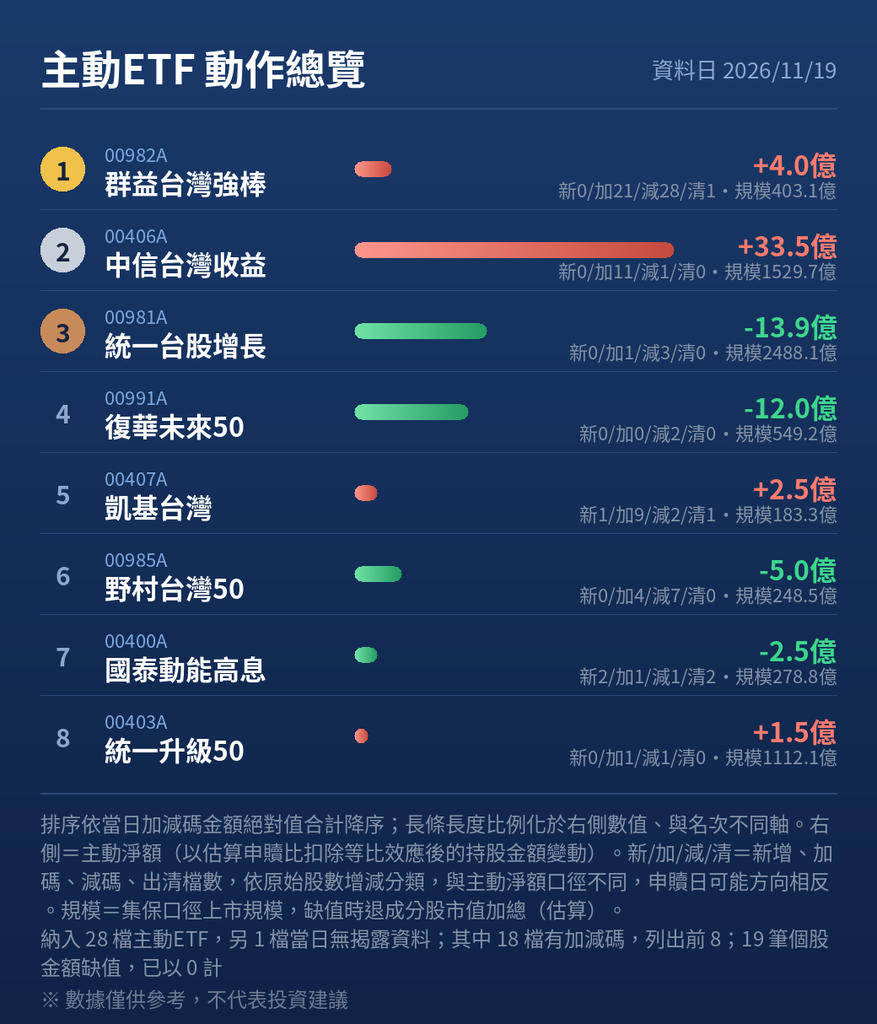 主動ETF 動作總覽
資料日 2026/11/19
1
00982A
群益台灣強棒
+4.0億
新0/加21/減28/清1・規模403.1億
2
00406A
中信台灣收益
+33.5億
新0/加11/減1/清0・規模1529.7億
3
00981A
統一台股增長
-13.9億
新0/加1/減3/清0・規模2488.1億
4
00991A
復華未來50
-12.0億
新0/加0/減2/清0・規模549.2億
5
00407A
凱基台灣
+2.5億
新1/加9/減2/清1・規模183.3億
6
00985A
野村台灣50
-5.0億
新0/加4/減7/清0・規模248.5億
7
00400A
國泰動能高息
-2.5億
新2/加1/減1/清2・規模278.8億
8
00403A
統一升級50
+1.5億
新0/加1/減1/清0・規模1112.1億
排序依當日加減碼金額絕對值合計降序；長條長度比例化於右側數值、與名次不同軸。右
側＝主動淨額（以估算申贖比扣除等比效應後的持股金額變動）。新/加/減/清＝新增、加
碼、減碼、出清檔數，依原始股數增減分類，與主動淨額口徑不同，申贖日可能方向相反
。規模＝集保口徑上市規模，缺值時退成分股市值加總（估算）。
納入 28 檔主動ETF，另 1 檔當日無揭露資料；其中 18 檔有加減碼，列出前 8；19 筆個股
金額缺值，已以 0 計
※ 數據僅供參考，不代表投資建議